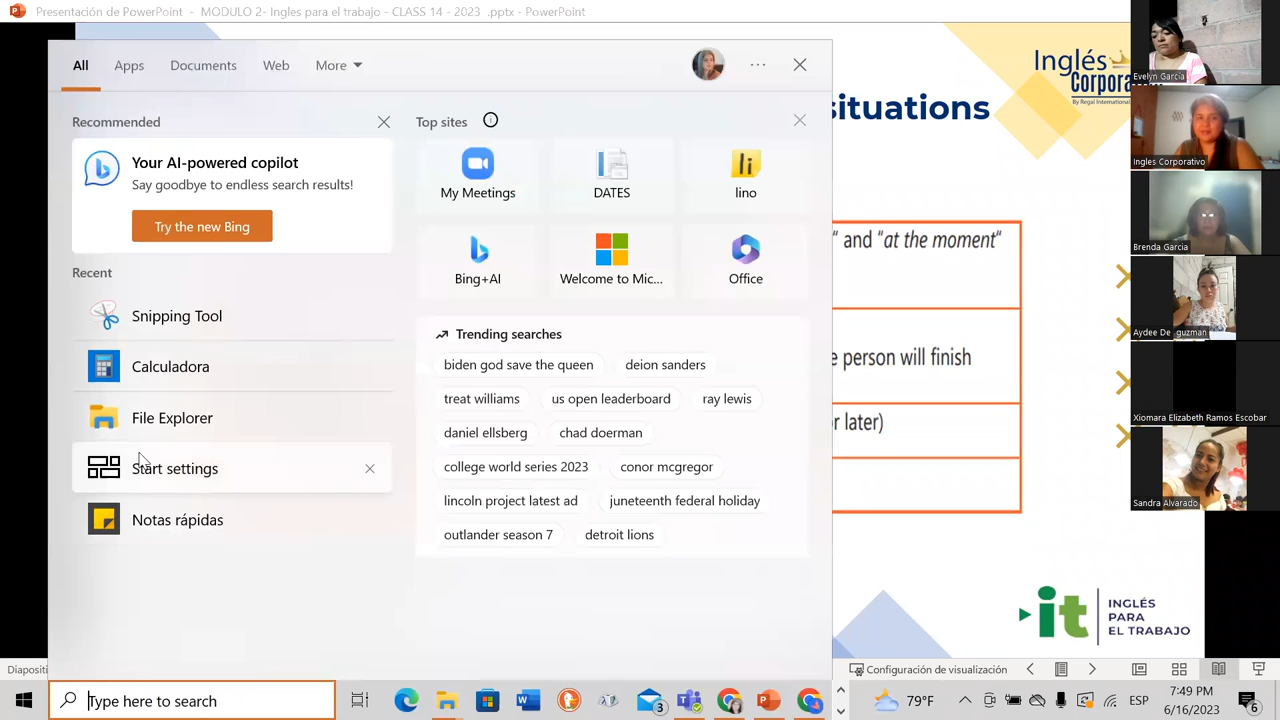 Presentación de Powerpoint - MODULO 2- Ingles para el trabajo - CLASS 14 - 2023 .pptx - PowerPoint
All
Apps
Documents
Web
More
Recommended
Your AI-powered copilot
Say goodbye to endless search results!
Try the new Bing
Recent
Snipping Tool
Calculadora
File Explorer
Start settings
Notas rápidas
Top sites
My Meetings
DATES
li
lino
Bing+AI
Welcome to Mic...
Office
Trending searches
biden god save the queen
deion sanders
treat williams
us open leaderboard
ray lewis
daniel ellsberg
chad doerman
college world series 2023
conor mcgregor
lincoln project latest ad
juneteenth federal holiday
outlander season 7
detroit lions
Inglés
Corporativo
By Regal International
situations
" and "at the moment"
e person will finish
or later)
it
INGLÉS
PARA
EL TRABAJO
Evelyn García
Ingles Corporativo
Brenda Garcia
Aydee De guzman
Xiomara Elizabeth Ramos Escobar
Sandra Alvarado
Diapositi
Configuración de visualización
Type here to search
3
79°F
ESP
7:49 PM
6/16/2023
6